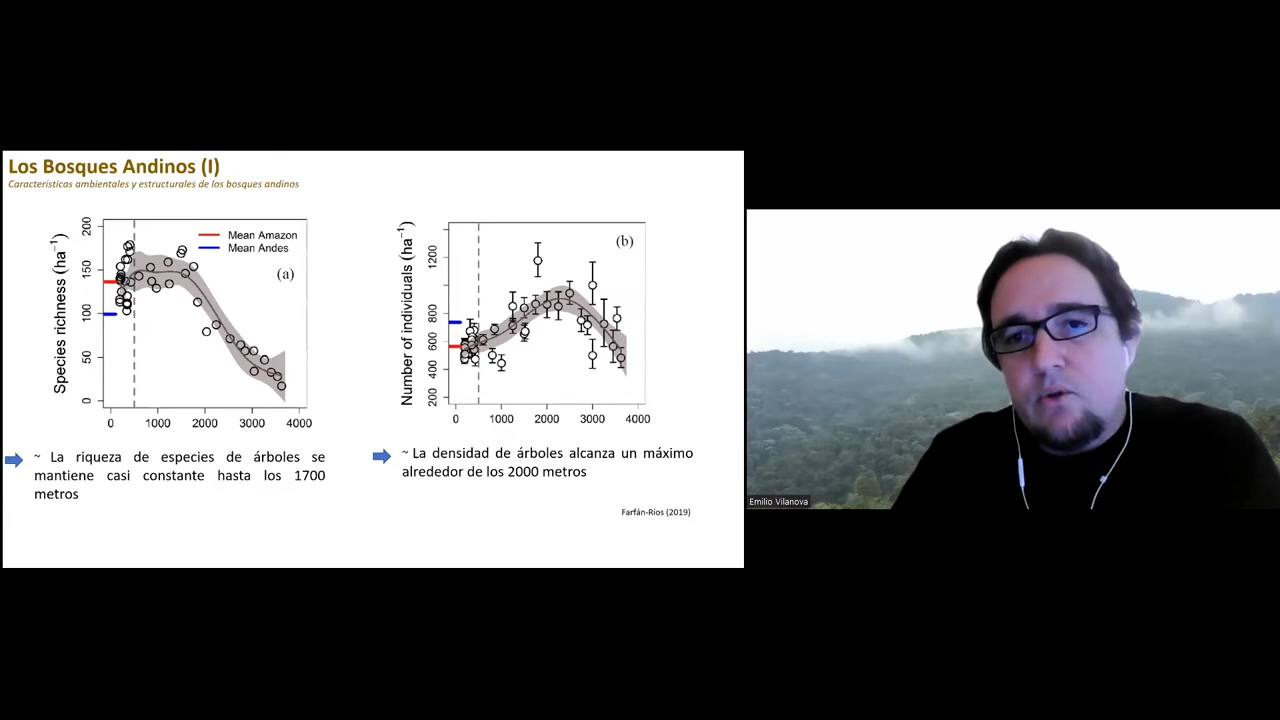 Los Bosques Andinos (I)
Características ambientales y estructurales de los bosques andinos
Species richness (ha⁻¹)
200
150
100
50
0
Mean Amazon
Mean Andes
(a)
0 1000 2000 3000 4000
~ La riqueza de especies de árboles se
mantiene casi constante hasta los 1700
metros
Number of individuals (ha⁻¹)
1200
800
600
400
200
(b)
0 1000 2000 3000 4000
~ La densidad de árboles alcanza un máximo
alrededor de los 2000 metros
Farfán-Ríos (2019)
Emilio Vilanova